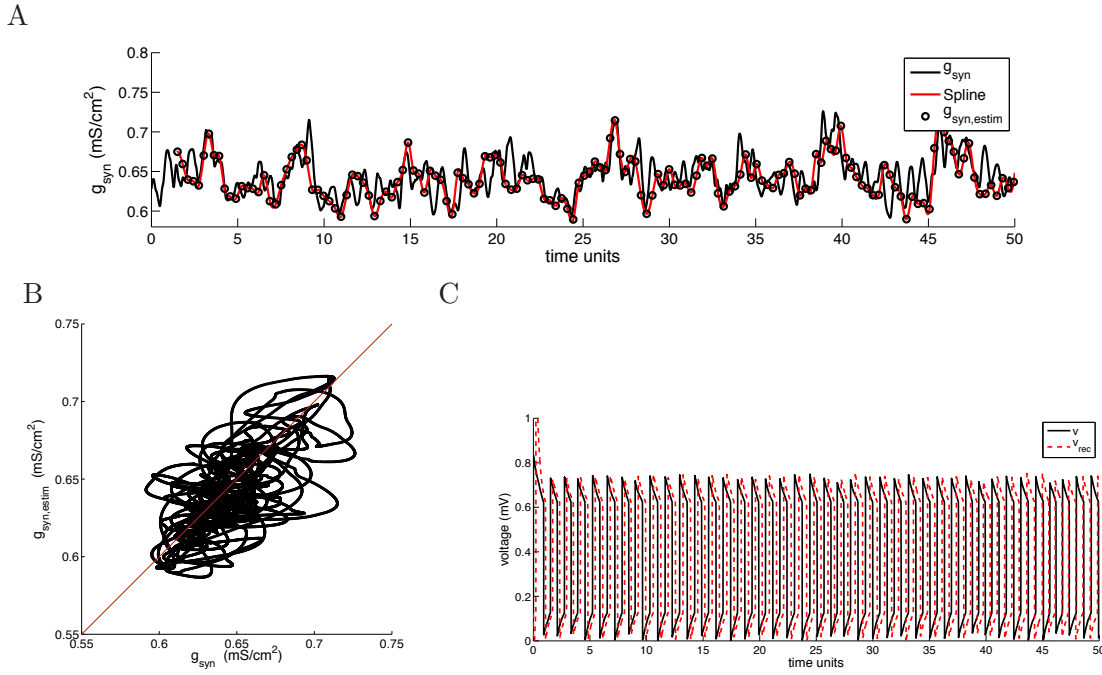 A
g_syn (mS/cm²)
0.8
0.75
0.7
0.65
0.6
g_syn
Spline
g_syn,estim
0 5 10 15 20 25 30 35 40 45 50
time units
B
C
g_syn,estim (mS/cm²)
0.75
0.7
0.65
0.6
0.55
0.55 0.6 0.65 0.7 0.75
g_syn (mS/cm²)
voltage (mV)
1
0.8
0.6
0.4
0.2
0
v
v_rec
0 5 10 15 20 25 30 35 40 45 50
time units